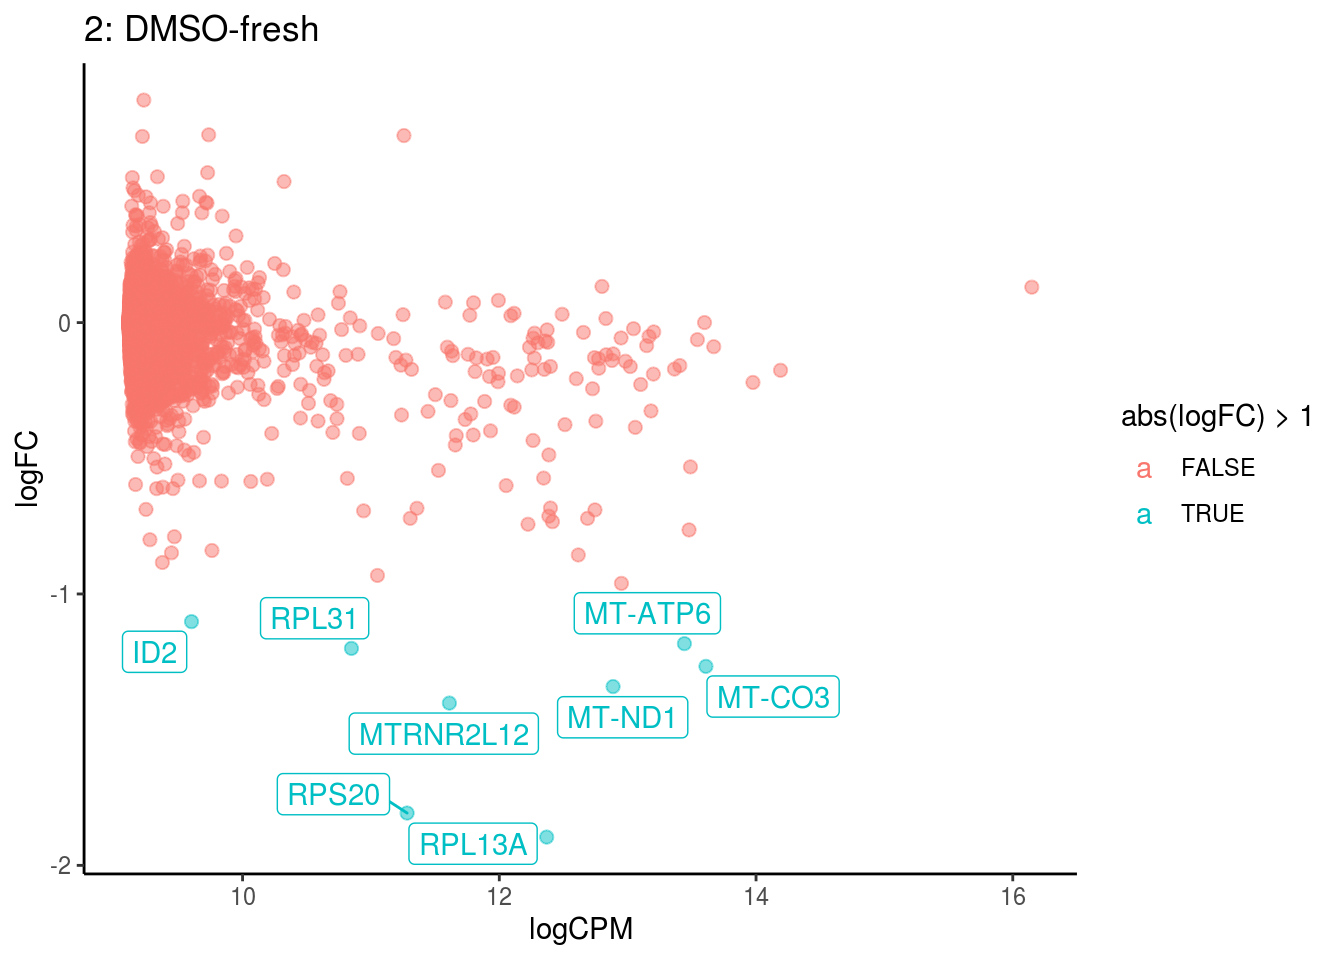 2: DMSO-fresh
logFC
0
-1
-2
ID2
RPL31
MT-ATP6
MT-CO3
MT-ND1
MTRNR2L12
RPS20
RPL13A
10
12
14
16
logCPM
abs(logFC) > 1
a FALSE
a TRUE